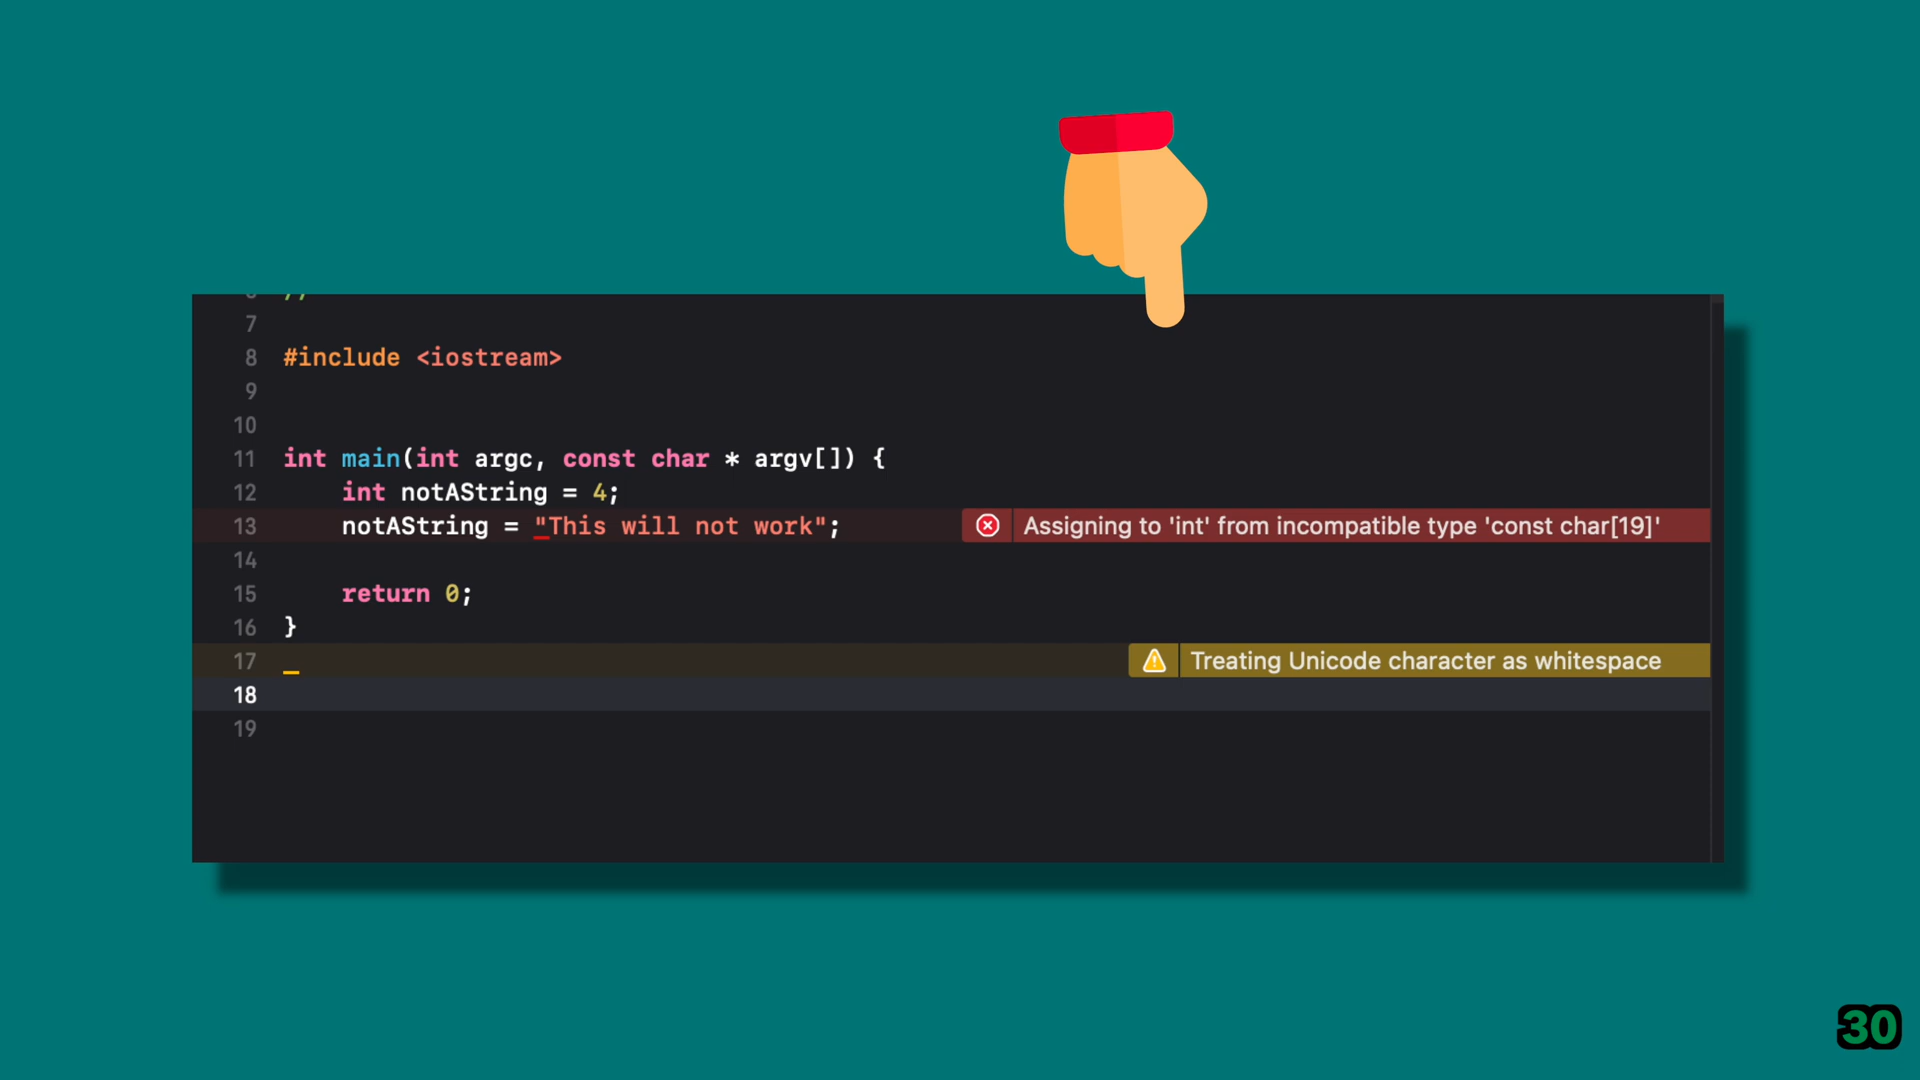 //
7
8 #include <iostream>
9
10
11 int main(int argc, const char * argv[]) {
12 int notAString = 4;
13 notAString = "This will not work"; Assigning to 'int' from incompatible type 'const char[19]'
14
15 return 0;
16 }
17 Treating Unicode character as whitespace
18
19
30